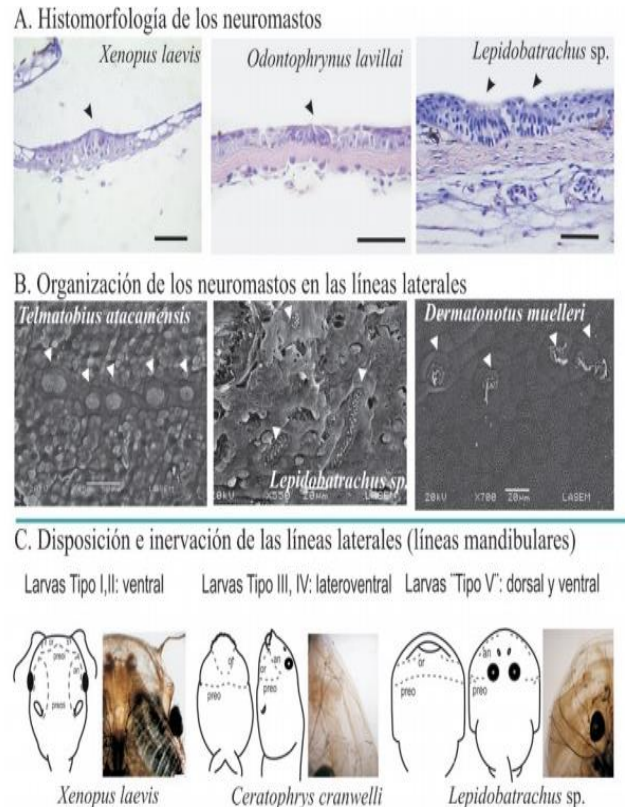 A. Histomorfología de los neuromastos
Xenopus laevis
Odontophrynus lavillai
Lepidobatrachus sp.
B. Organización de los neuromastos en las líneas laterales
Telmatobius atacamensis
Lepidobatrachus sp.
Dermatonotus muelleri
20kV X550 20µm LASEM
20kV X700 20µm LASEM
C. Disposición e inervación de las líneas laterales (líneas mandibulares)
Larvas Tipo I,II: ventral
Larvas Tipo III, IV: lateroventral
Larvas ¨Tipo V¨: dorsal y ventral
preoi
an
preosi
or
or
an
preo
preo
or
preo
an
preo
Xenopus laevis
Ceratophrys cranwelli
Lepidobatrachus sp.